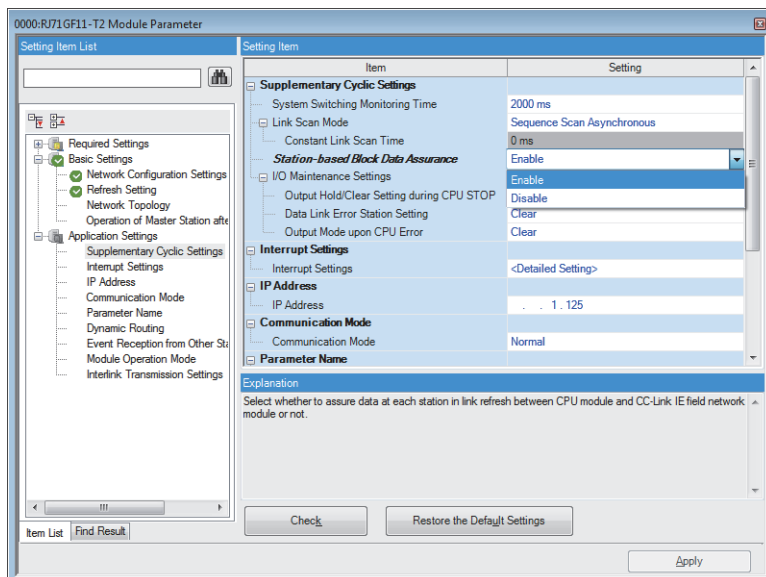 0000:RJ71GF11-T2 Module Parameter
Setting Item List
Required Settings
Basic Settings
Network Configuration Settings
Refresh Setting
Network Topology
Operation of Master Station afte
Application Settings
Supplementary Cyclic Settings
Interrupt Settings
IP Address
Communication Mode
Parameter Name
Dynamic Routing
Event Reception from Other Sta
Module Operation Mode
Interlink Transmission Settings
Item List Find Result
Setting Item
Item Setting
Supplementary Cyclic Settings
System Switching Monitoring Time 2000 ms
Link Scan Mode Sequence Scan Asynchronous
Constant Link Scan Time 0 ms
Station-based Block Data Assurance Enable
Enable
I/O Maintenance Settings
Disable
Output Hold/Clear Setting during CPU STOP
Data Link Error Station Setting Clear
Output Mode upon CPU Error Clear
Interrupt Settings
Interrupt Settings <Detailed Setting>
IP Address
IP Address . . 1 . 125
Communication Mode
Communication Mode Normal
Parameter Name
Explanation
Select whether to assure data at each station in link refresh between CPU module and CC-Link IE field network
module or not.
Check Restore the Default Settings
Apply